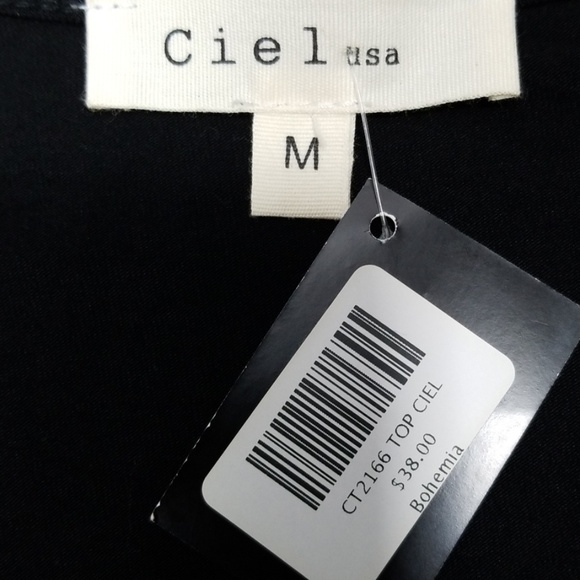 Ciel usa
M
CT2166 TOP CIEL
$38.00
Bohemia